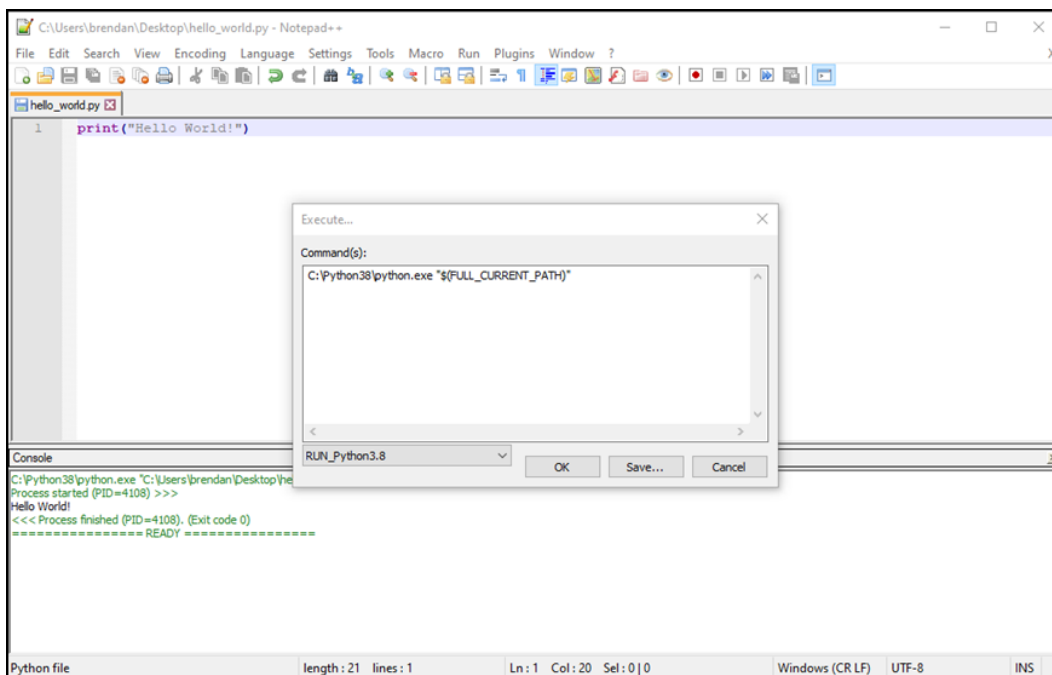 C:\Users\brendan\Desktop\hello_world.py - Notepad++
File Edit Search View Encoding Language Settings Tools Macro Run Plugins Window ?
hello_world.py
1 print("Hello World!")
Execute...
Command(s):
C:\Python38\python.exe "$(FULL_CURRENT_PATH)"
RUN_Python3.8
OK Save... Cancel
Console
C:\Python38\python.exe "C:\Users\brendan\Desktop\he
Process started (PID=4108) >>>
Hello World!
<<< Process finished (PID=4108). (Exit code 0)
================ READY ================
Python file length : 21 lines : 1 Ln : 1 Col : 20 Sel : 0 | 0 Windows (CR LF) UTF-8 INS